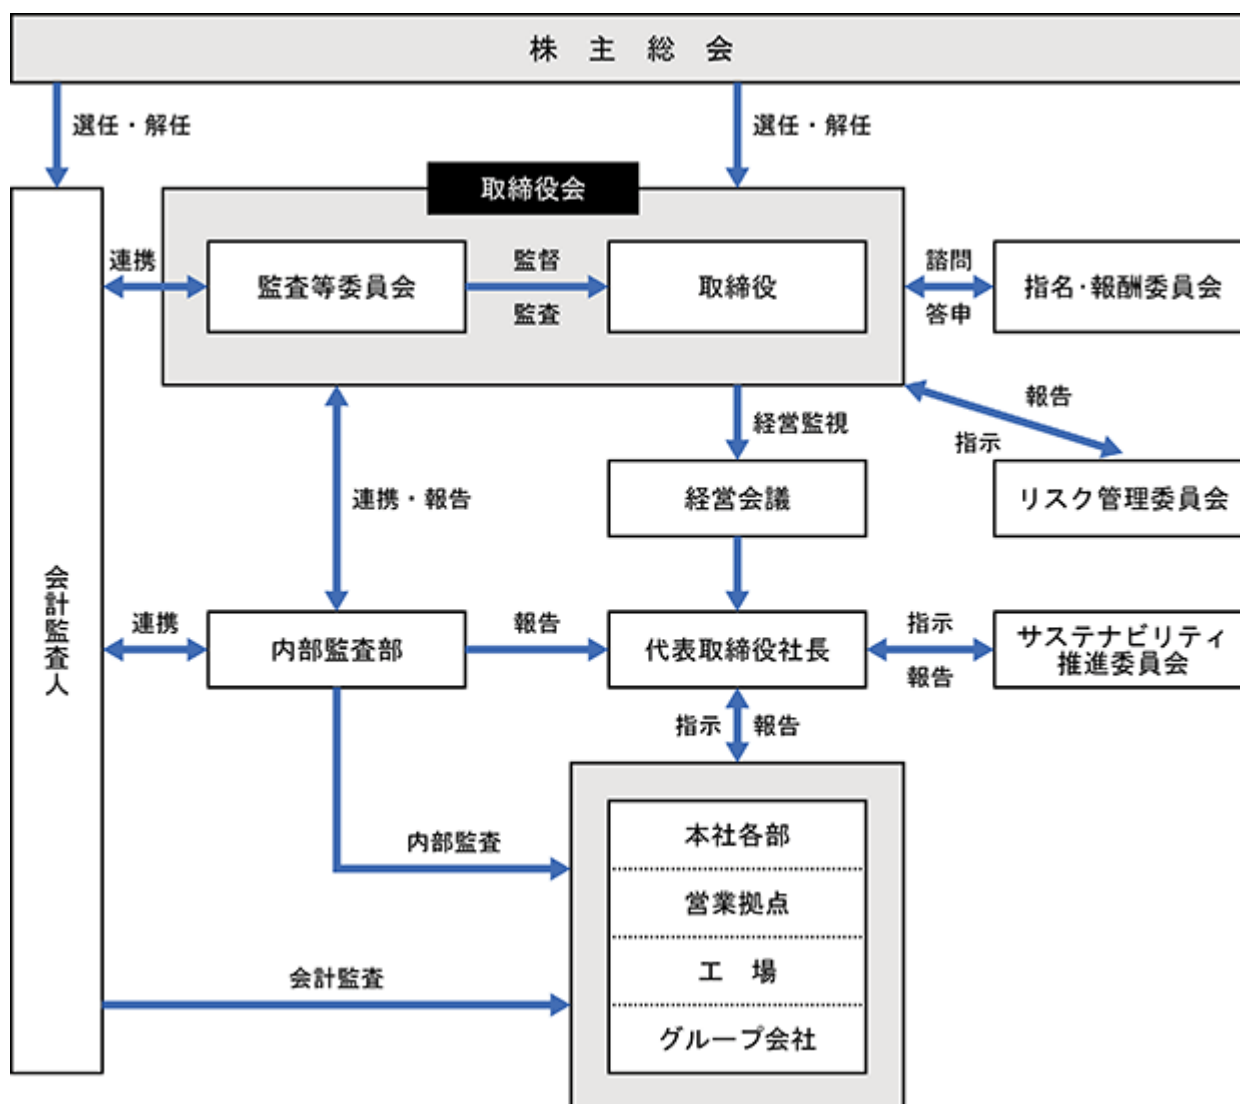 株主総会
選任・解任
選任・解任
取締役会
連携
監査等委員会
監督
監査
取締役
諮問
答申
指名・報酬委員会
報告
指示
経営監視
連携・報告
経営会議
リスク管理委員会
会計監査人
連携
内部監査部
報告
代表取締役社長
指示
報告
サステナビリティ
推進委員会
指示
報告
内部監査
本社各部
営業拠点
工場
会計監査
グループ会社